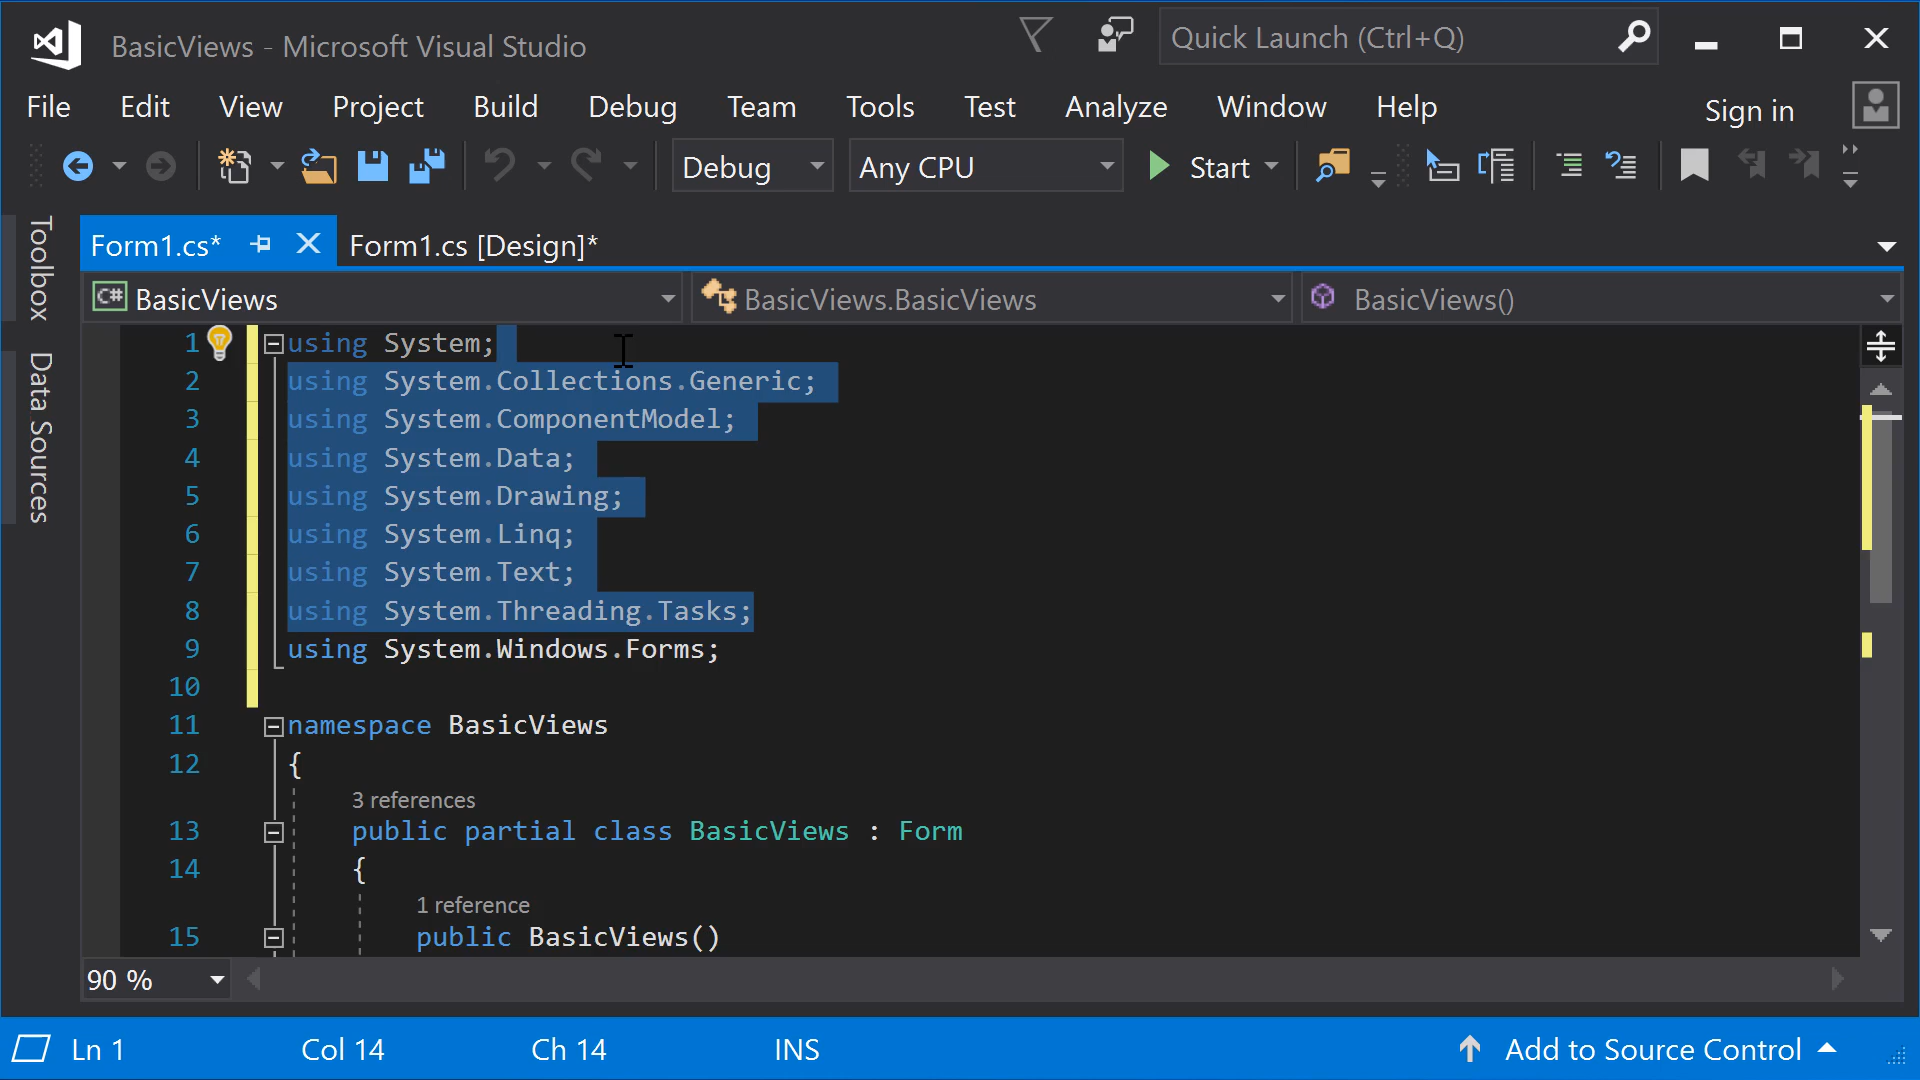 BasicViews - Microsoft Visual Studio
Quick Launch (Ctrl+Q)
File Edit View Project Build Debug Team Tools Test Analyze Window Help Sign in
Debug Any CPU Start
Toolbox
Data Sources
Form1.cs* Form1.cs [Design]*
C# BasicViews BasicViews.BasicViews BasicViews()
1 using System;
2 using System.Collections.Generic;
3 using System.ComponentModel;
4 using System.Data;
5 using System.Drawing;
6 using System.Linq;
7 using System.Text;
8 using System.Threading.Tasks;
9 using System.Windows.Forms;
10
11 namespace BasicViews
12 {
3 references
13 public partial class BasicViews : Form
14 {
1 reference
15 public BasicViews()
90 %
Ln 1 Col 14 Ch 14 INS Add to Source Control